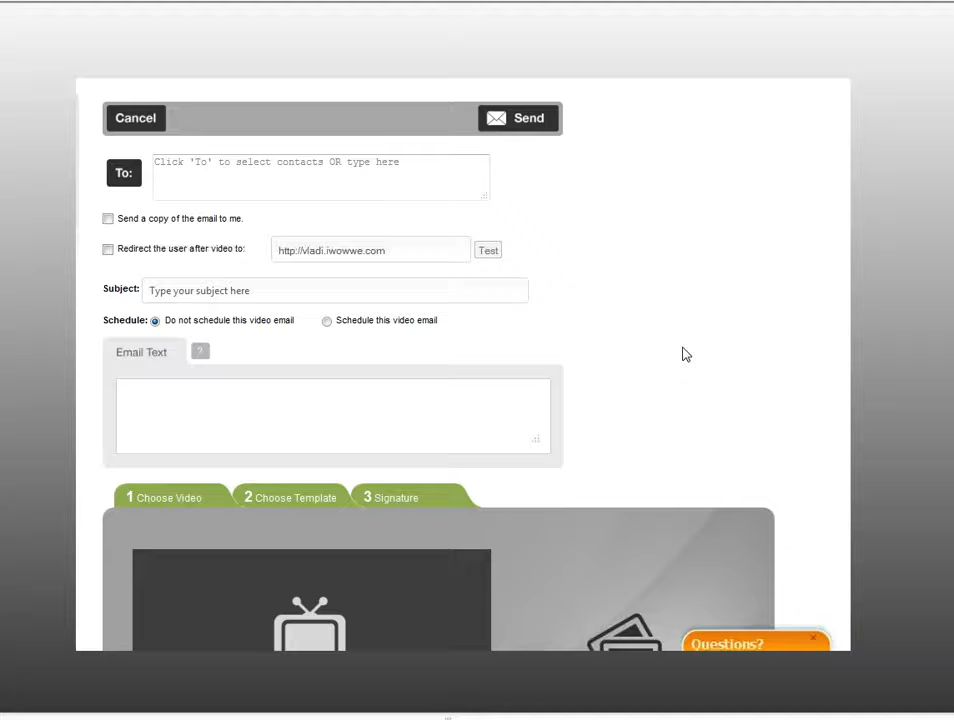 Cancel Send
To: Click 'To' to select contacts OR type here
Send a copy of the email to me.
Redirect the user after video to: http://vladi.iwowwe.com Test
Subject: Type your subject here
Schedule: Do not schedule this video email Schedule this video email
Email Text ?
1 Choose Video 2 Choose Template 3 Signature
Questions? ×